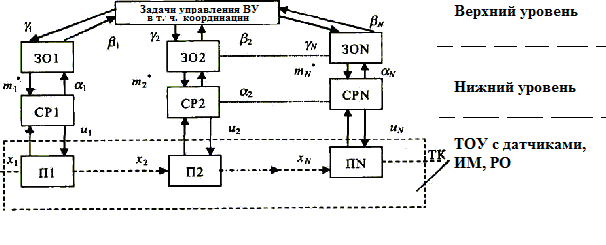 Задачи управления ВУ
в т. ч. координации
Верхний уровень
γ₁
β₁
γ₂
β₂
γN
βN
ЗО1
ЗО2
ЗОN
m₁*
α₁
m₂*
α₂
mN*
αN
Нижний уровень
СР1
СР2
СРN
u₁
u₂
uN
ТОУ с датчиками,
ИМ, РО
x₁
x₂
xN
ТК
П1
П2
ПN